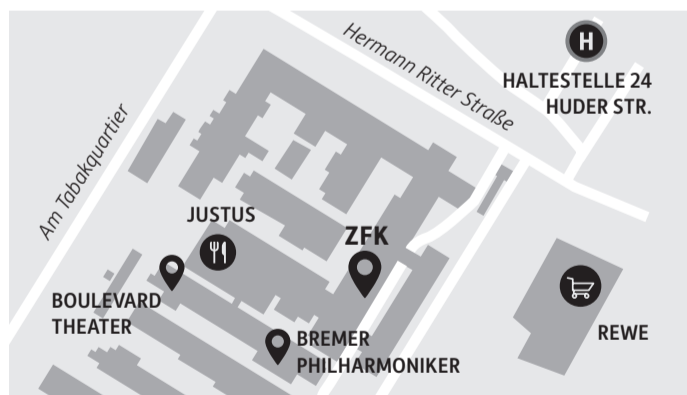 Hermann Ritter Straße
H
HALTESTELLE 24
HUDER STR.
Am Tabakquartier
JUSTUS
ZFK
BOULEVARD
THEATER
BREMER
PHILHARMONIKER
REWE